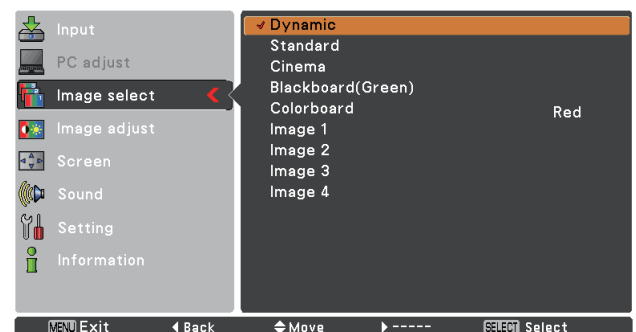 Input
PC adjust
Image select
Image adjust
Screen
Sound
Setting
Information
Dynamic
Standard
Cinema
Blackboard(Green)
Colorboard Red
Image 1
Image 2
Image 3
Image 4
MENU Exit Back Move ----- SELECT Select